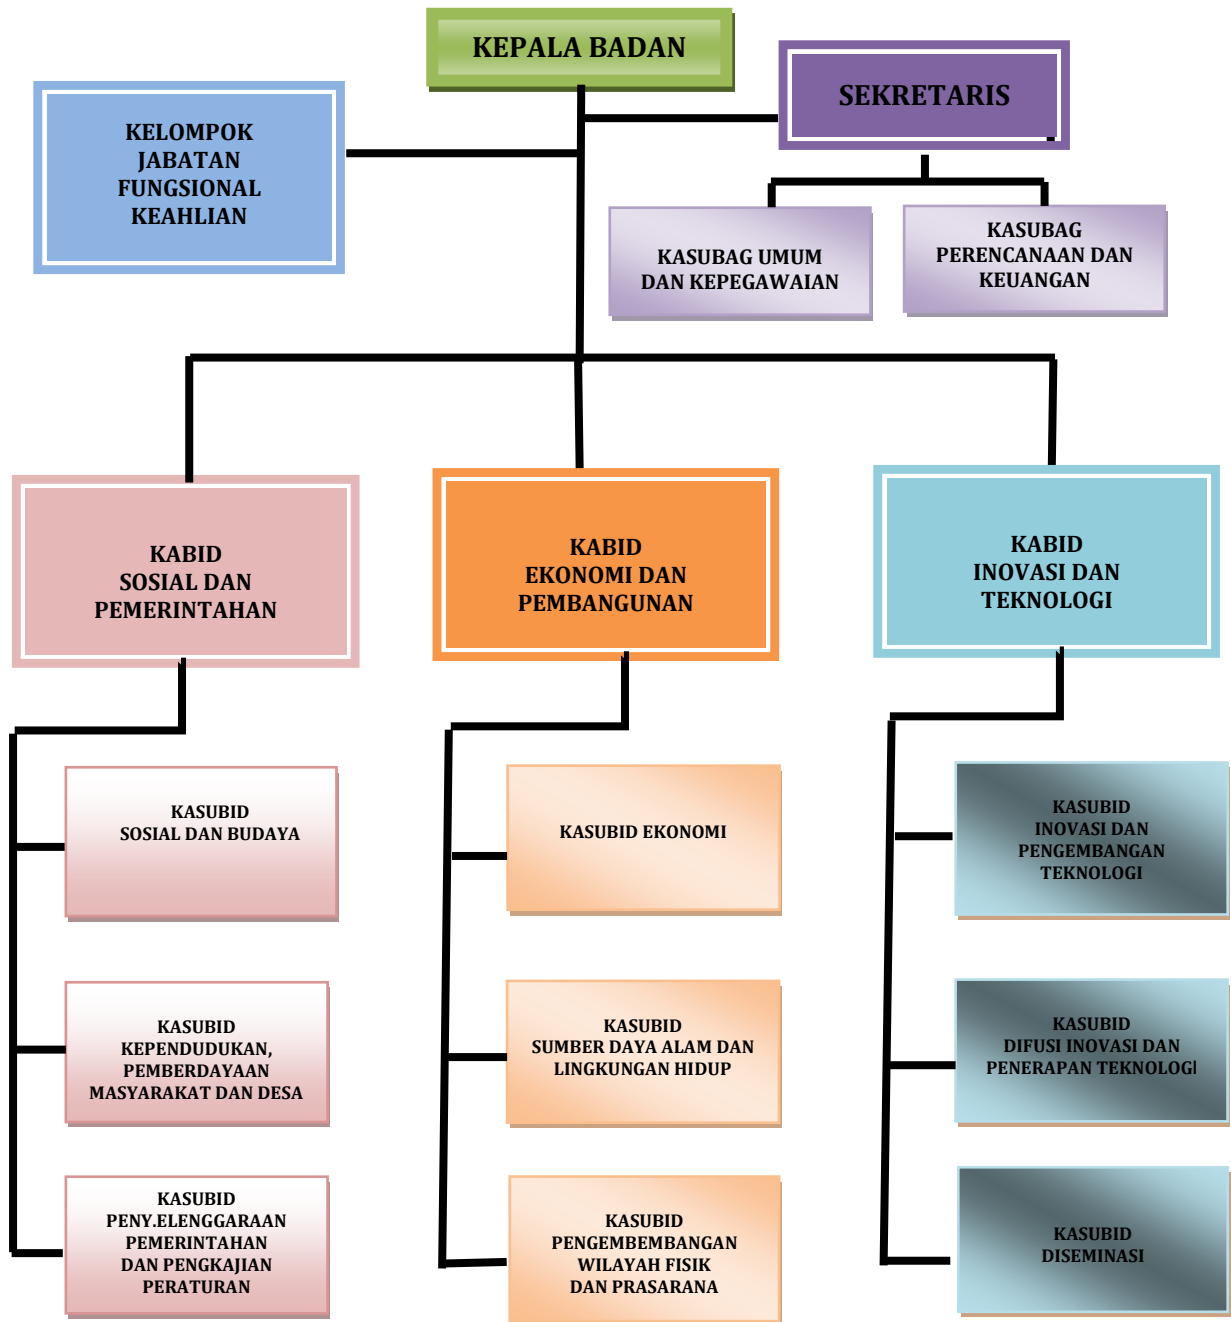 KEPALA BADAN
SEKRETARIS
KELOMPOK
JABATAN
FUNGSIONAL
KEAHLIAN
KASUBAG UMUM
DAN KEPEGAWAIAN
KASUBAG
PERENCANAAN DAN
KEUANGAN
KABID
SOSIAL DAN
PEMERINTAHAN
KABID
EKONOMI DAN
PEMBANGUNAN
KABID
INOVASI DAN
TEKNOLOGI
KASUBID
SOSIAL DAN BUDAYA
KASUBID EKONOMI
KASUBID
INOVASI DAN
PENGEMBANGAN
TEKNOLOGI
KASUBID
KEPENDUDUKAN,
PEMBERDAYAAN
MASYARAKAT DAN DESA
KASUBID
SUMBER DAYA ALAM DAN
LINGKUNGAN HIDUP
KASUBID
DIFUSI INOVASI DAN
PENERAPAN TEKNOLOGI
KASUBID
PENY.ELENGGARAAN
PEMERINTAHAN
DAN PENGKAJIAN
PERATURAN
KASUBID
PENGEMBEMBANGAN
WILAYAH FISIK
DAN PRASARANA
KASUBID
DISEMINASI